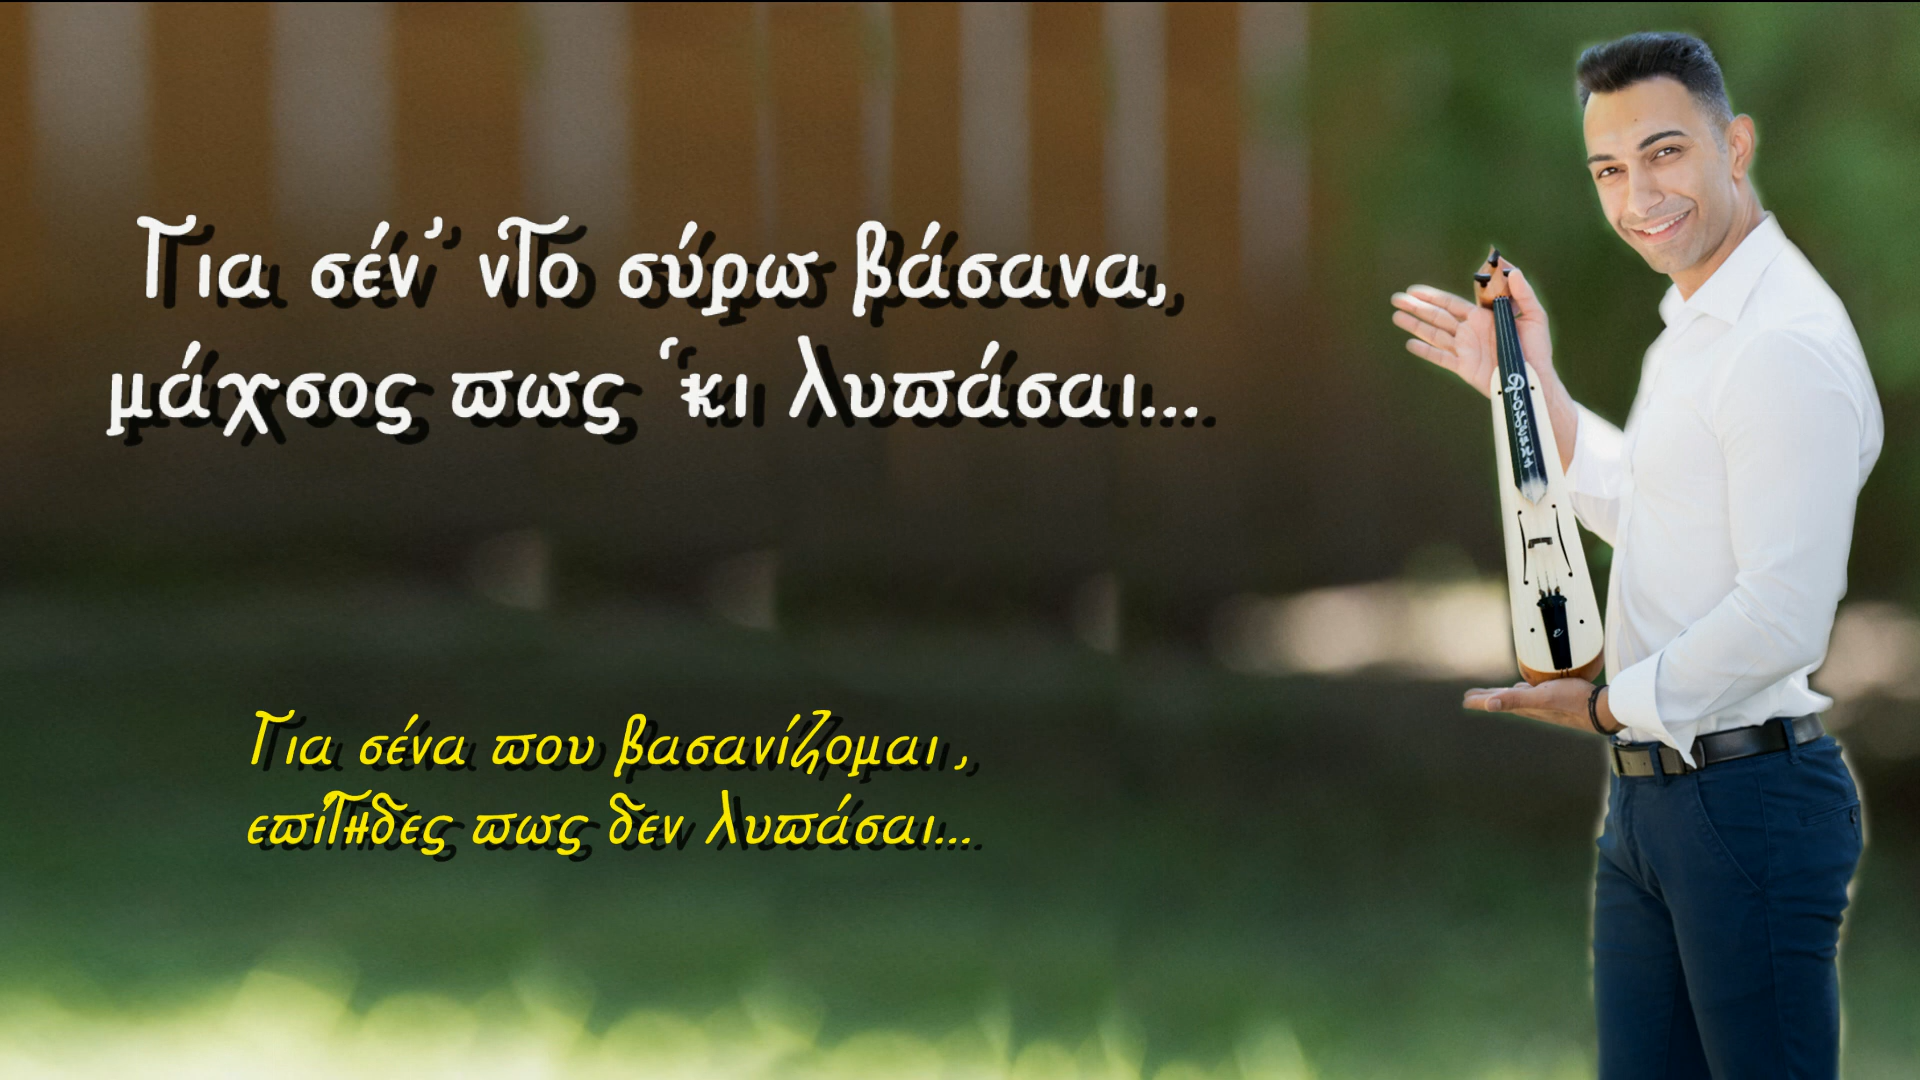 Για σέν' ντο σύρω βάσανα,
μάχσος πως 'κι λυπάσαι...
Για σένα που βασανίζομαι ,
επίτηδες πως δεν λυπάσαι...